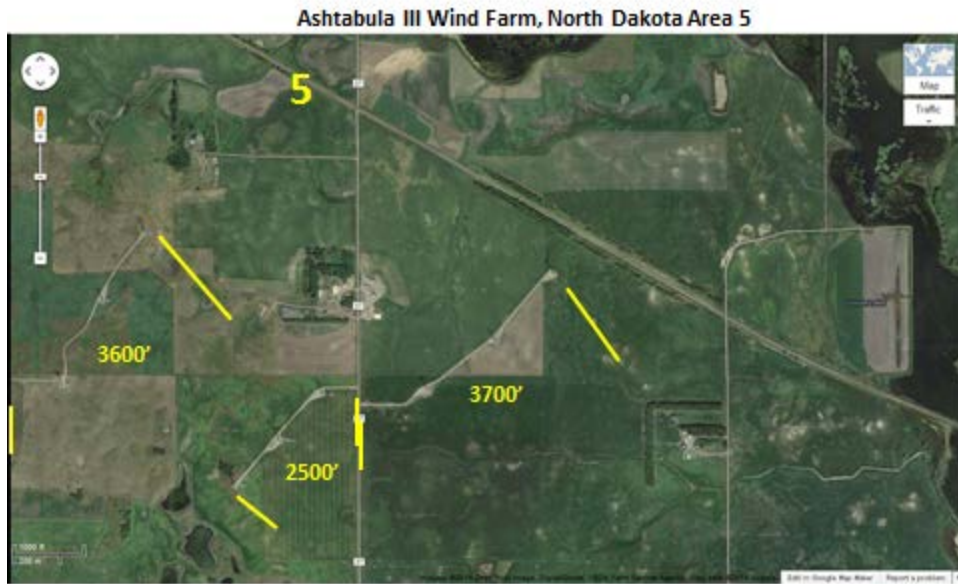 Ashtabula III Wind Farm, North Dakota Area 5
5
Map
Traffic
3600'
3700'
2500'
1000 ft
200 m
Edit in Google Map Maker
Report a problem